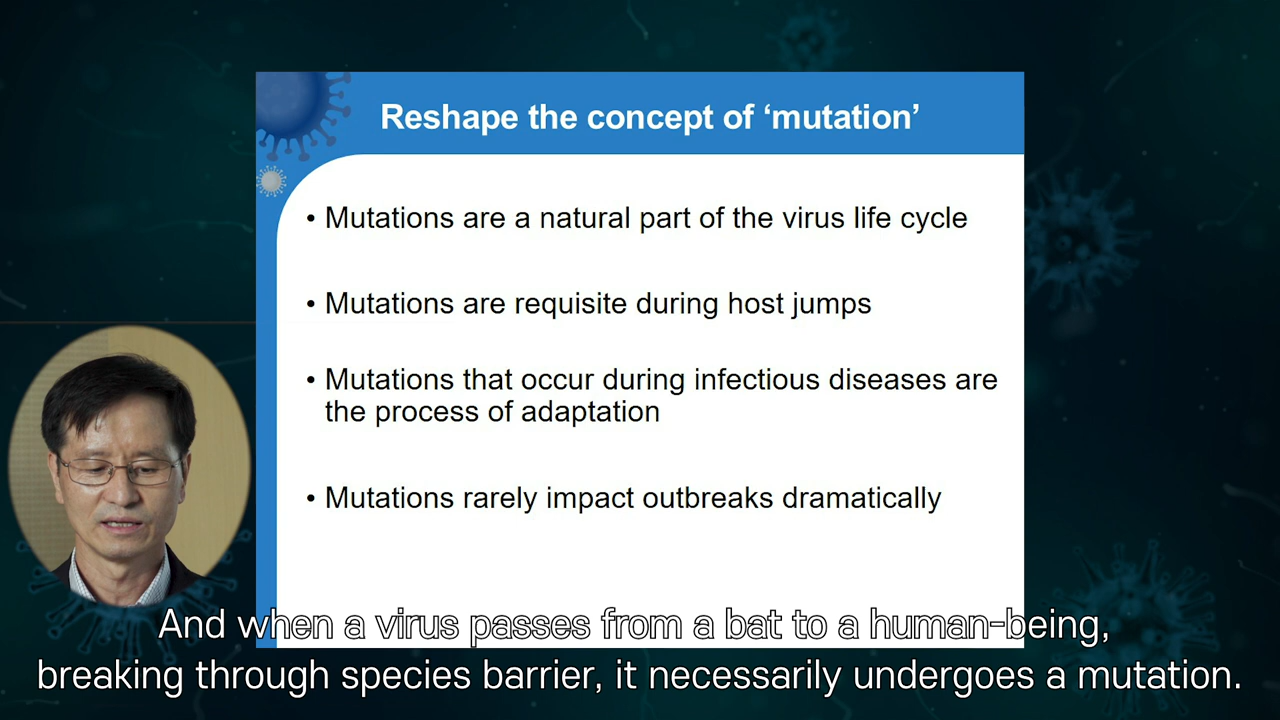 Reshape the concept of ‘mutation’
• Mutations are a natural part of the virus life cycle
• Mutations are requisite during host jumps
• Mutations that occur during infectious diseases are
the process of adaptation
• Mutations rarely impact outbreaks dramatically
And when a virus passes from a bat to a human-being,
breaking through species barrier, it necessarily undergoes a mutation.